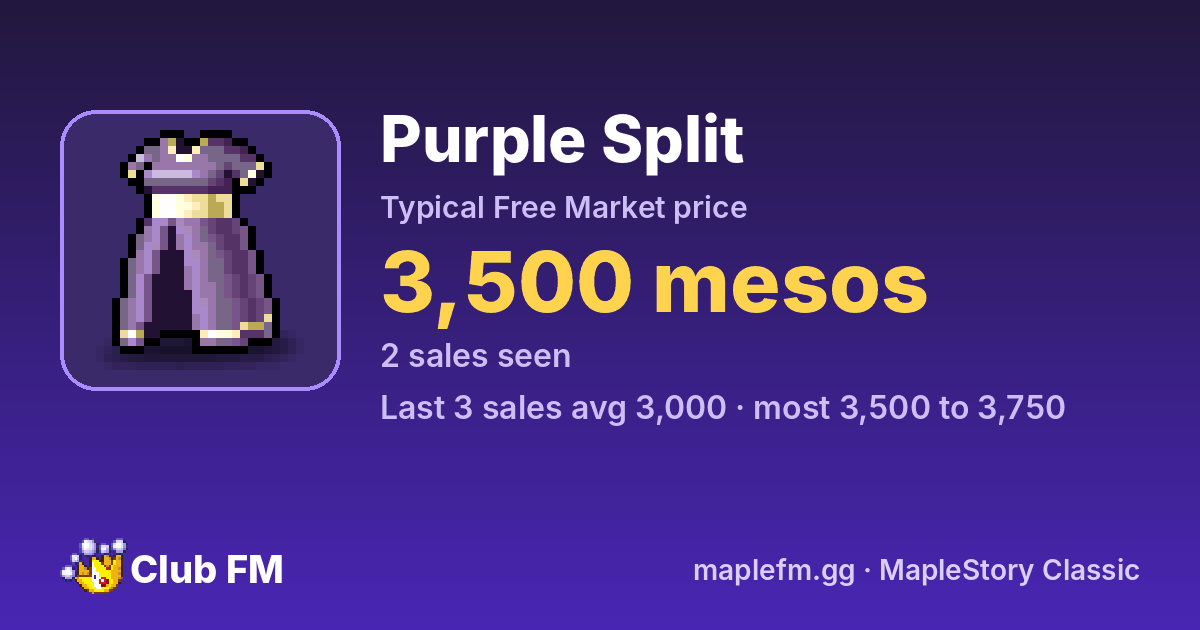 Purple Split
Typical Free Market price
3,500 mesos
2 sales seen
Last 3 sales avg 3,000 · most 3,500 to 3,750
Club FM
maplefm.gg · MapleStory Classic